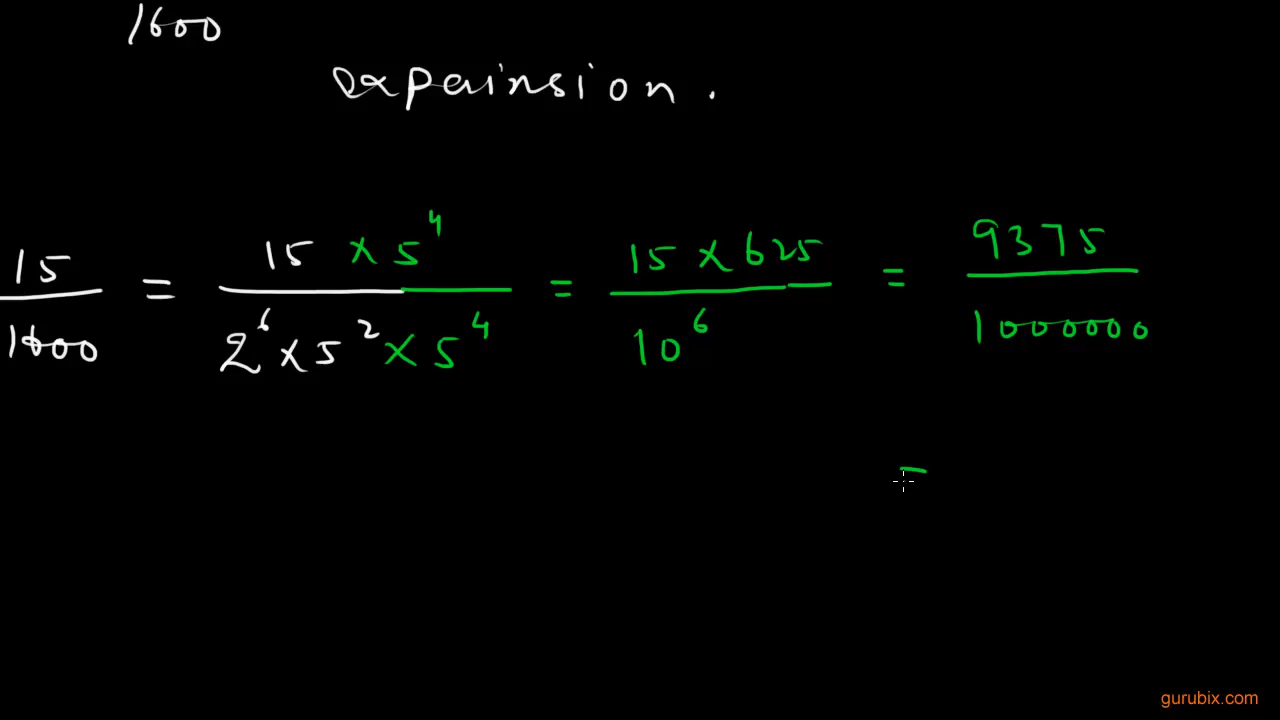 1600
expainsion.
15/1600 = 15 × 5^4 / 2^6 × 5^2 × 5^4 = 15 × 625 / 10^6 = 9375 / 1000000
=
gurubix.com